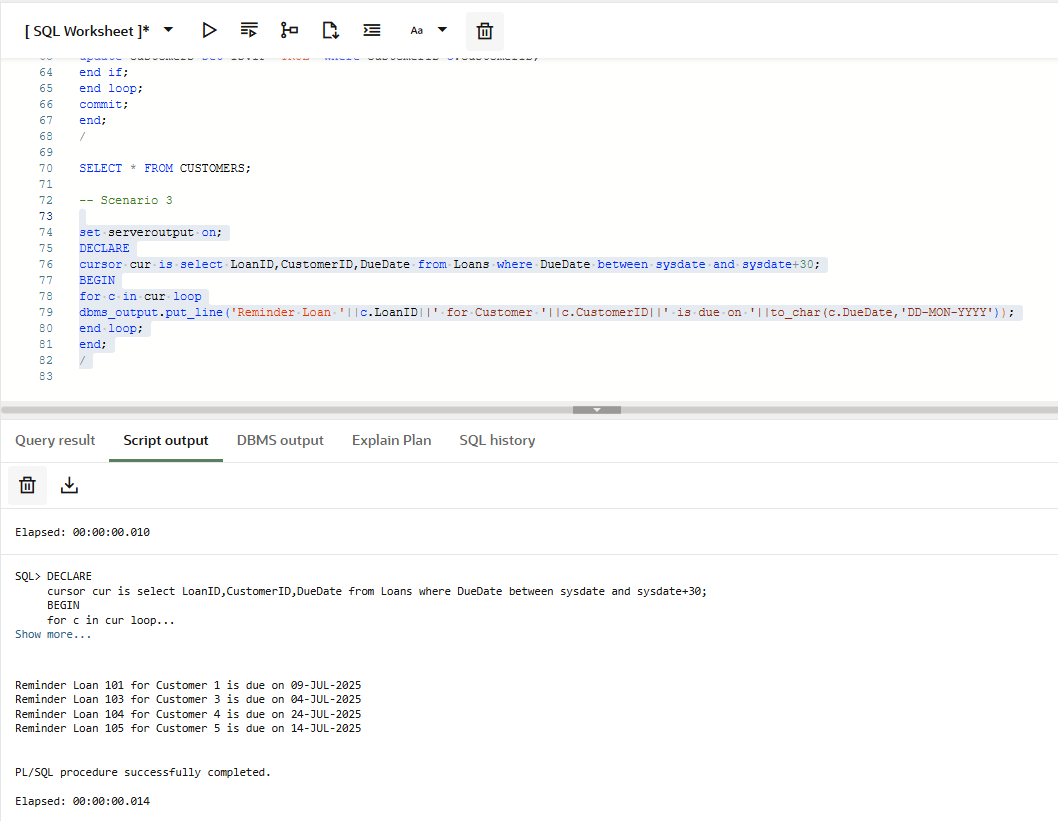 [ SQL Worksheet ]*
Aa
64 end if;
65 end loop;
66 commit;
67 end;
68 /
69
70 SELECT * FROM CUSTOMERS;
71
72 -- Scenario 3
73
74 set serveroutput on;
75 DECLARE
76 cursor cur is select LoanID,CustomerID,DueDate from Loans where DueDate between sysdate and sysdate+30;
77 BEGIN
78 for c in cur loop
79 dbms_output.put_line('Reminder Loan '||c.LoanID||' for Customer '||c.CustomerID||' is due on '||to_char(c.DueDate,'DD-MON-YYYY'));
80 end loop;
81 end;
82 /
83
Query result Script output DBMS output Explain Plan SQL history
Elapsed: 00:00:00.010
SQL> DECLARE
cursor cur is select LoanID,CustomerID,DueDate from Loans where DueDate between sysdate and sysdate+30;
BEGIN
for c in cur loop...
Show more...
Reminder Loan 101 for Customer 1 is due on 09-JUL-2025
Reminder Loan 103 for Customer 3 is due on 04-JUL-2025
Reminder Loan 104 for Customer 4 is due on 24-JUL-2025
Reminder Loan 105 for Customer 5 is due on 14-JUL-2025
PL/SQL procedure successfully completed.
Elapsed: 00:00:00.014